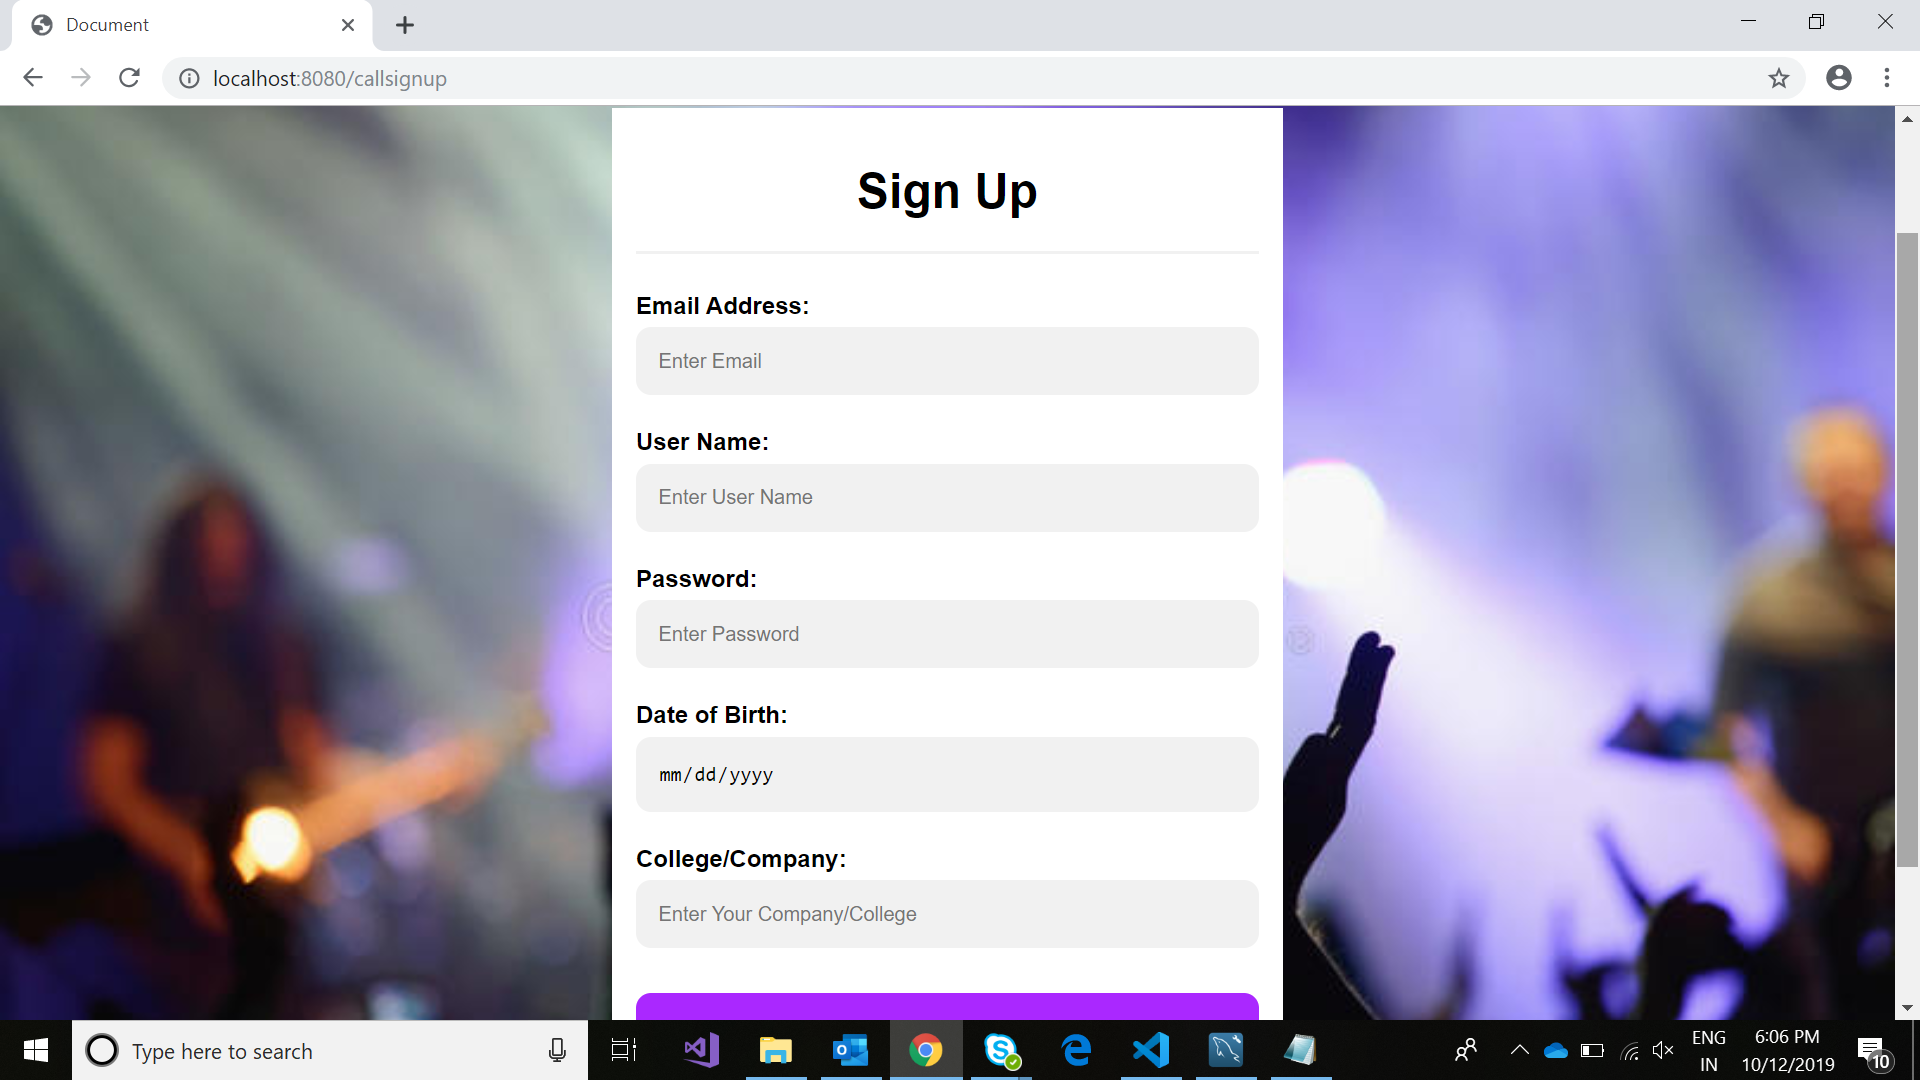 Document
localhost:8080/callsignup
Sign Up
Email Address:
Enter Email
User Name:
Enter User Name
Password:
Enter Password
Date of Birth:
mm/dd/yyyy
College/Company:
Enter Your Company/College
Type here to search
ENG
IN
6:06 PM
10/12/2019
10